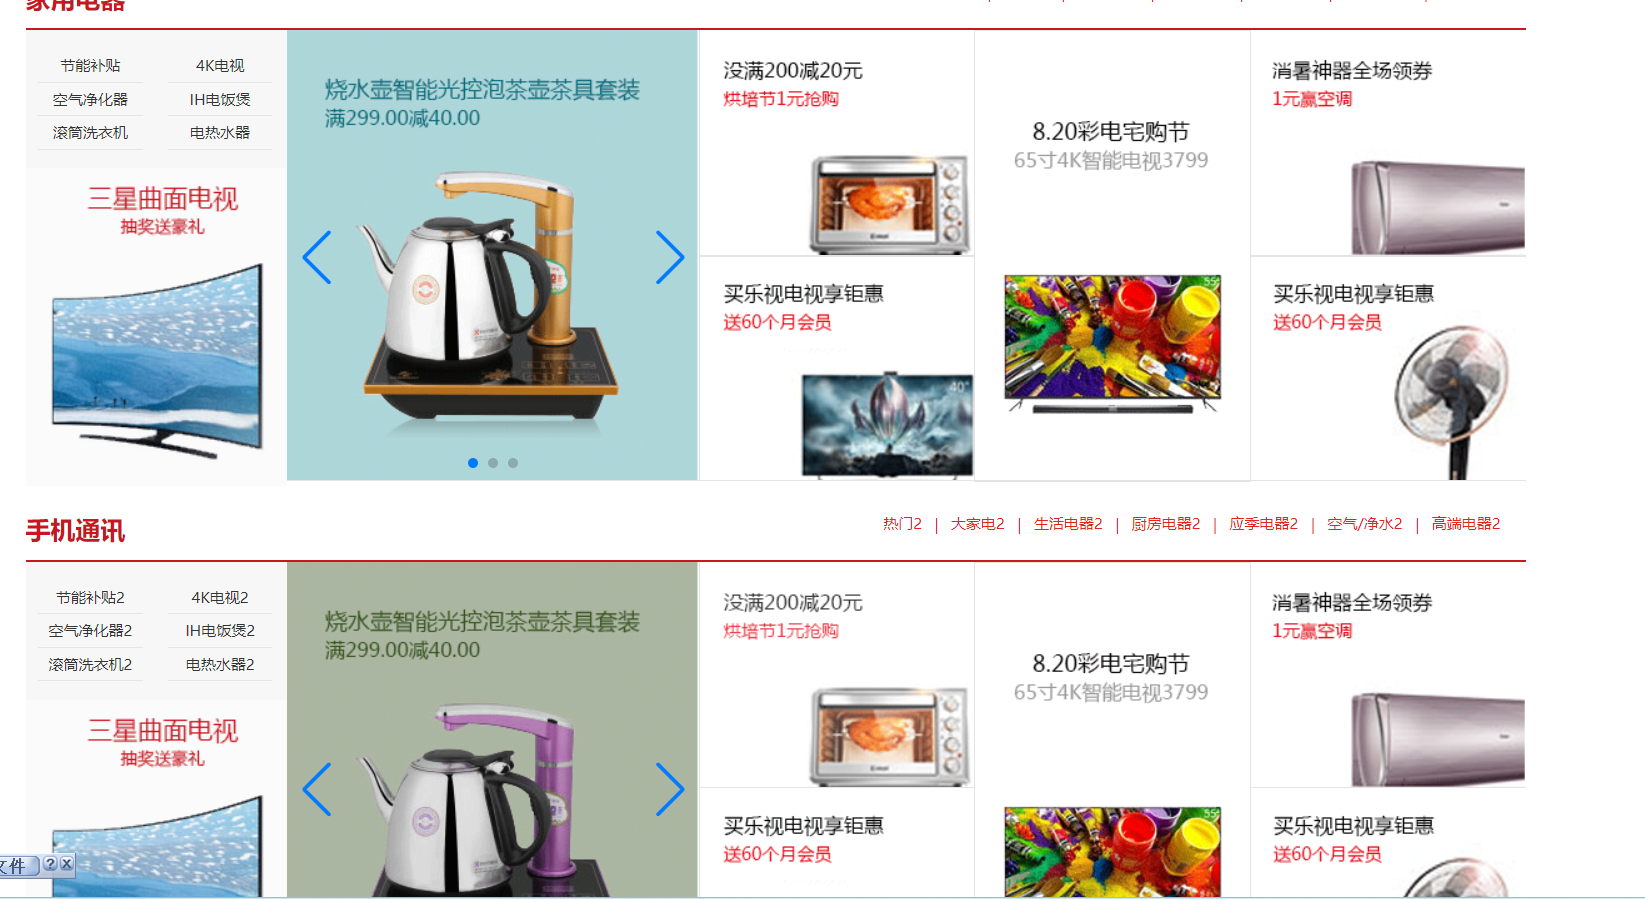 家用电器
节能补贴 4K电视
空气净化器 IH电饭煲
滚筒洗衣机 电热水器
三星曲面电视
抽奖送豪礼
烧水壶智能光控泡茶壶茶具套装
满299.00减40.00
没满200减20元
烘培节1元抢购
买乐视电视享钜惠
送60个月会员
40"
8.20彩电宅购节
65寸4K智能电视3799
消暑神器全场领券
1元赢空调
买乐视电视享钜惠
送60个月会员
手机通讯
热门2 | 大家电2 | 生活电器2 | 厨房电器2 | 应季电器2 | 空气/净水2 | 高端电器2
节能补贴2 4K电视2
空气净化器2 IH电饭煲2
滚筒洗衣机2 电热水器2
三星曲面电视
抽奖送豪礼
烧水壶智能光控泡茶壶茶具套装
满299.00减40.00
没满200减20元
烘培节1元抢购
买乐视电视享钜惠
送60个月会员
8.20彩电宅购节
65寸4K智能电视3799
消暑神器全场领券
1元赢空调
买乐视电视享钜惠
送60个月会员
文件